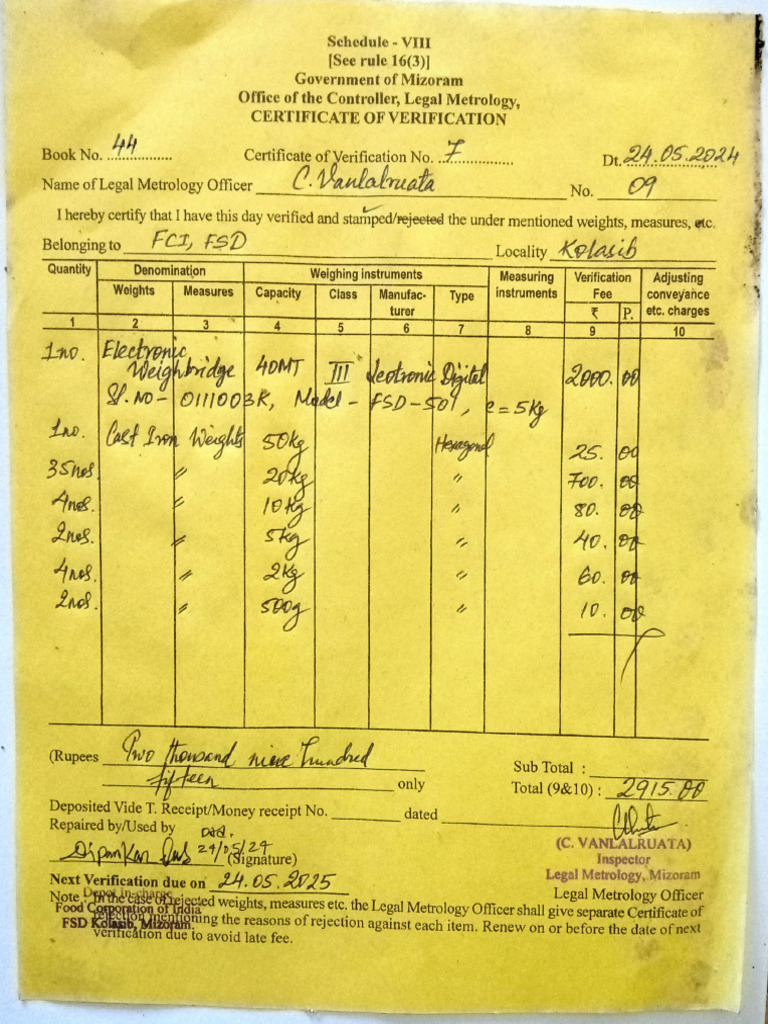 Schedule - VIII
[See rule 16(3)]
Government of Mizoram
Office of the Controller, Legal Metrology,
CERTIFICATE OF VERIFICATION
Book No. 44 Certificate of Verification No. 7 Dt. 24.05.2024
Name of Legal Metrology Officer C. Vanlalruata No. 09
I hereby certify that I have this day verified and stamped/rejected the under mentioned weights, measures, etc.
Belonging to FCI, FSD Locality Kolasib
Quantity Denomination Weighing instruments Measuring instruments Verification Fee Adjusting conveyance etc. charges
Weights Measures Capacity Class Manufac-turer Type ₹ P.
1 2 3 4 5 6 7 8 9 10
1no. Electronic Weighbridge 40MT III Leotronic Digital 2000. 00
Sl. No - 0111003K, Model - FSD-501, e = 5kg
1no. Cast Iron Weights 50kg Hexagonal 25. 00
35nos. " 20kg " 700. 00
4nos. " 10kg " 80. 00
2nos. " 5kg " 40. 00
4nos. " 2kg " 60. 00
2nos. " 500g " 10. 00
(Rupees Two thousand nine hundred
fifteen only
Sub Total :
Total (9&10) : 2915.00
Deposited Vide T. Receipt/Money receipt No. dated
Repaired by/Used by
Dipankar Das 24/05/24 (Signature)
(C. VANLALRUATA)
Inspector
Legal Metrology, Mizoram
Legal Metrology Officer
Next Verification due on 24.05.2025
Depot In-charge
Food Corporation of India
FSD Kolasib, Mizoram.
Note. In the case of rejected weights, measures etc. the Legal Metrology Officer shall give separate Certificate of
rejection mentioning the reasons of rejection against each item. Renew on or before the date of next
verification due to avoid late fee.